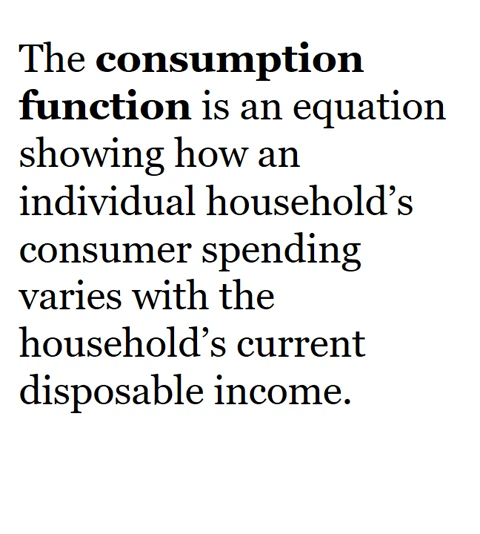 The consumption
function is an equation
showing how an
individual household’s
consumer spending
varies with the
household’s current
disposable income.